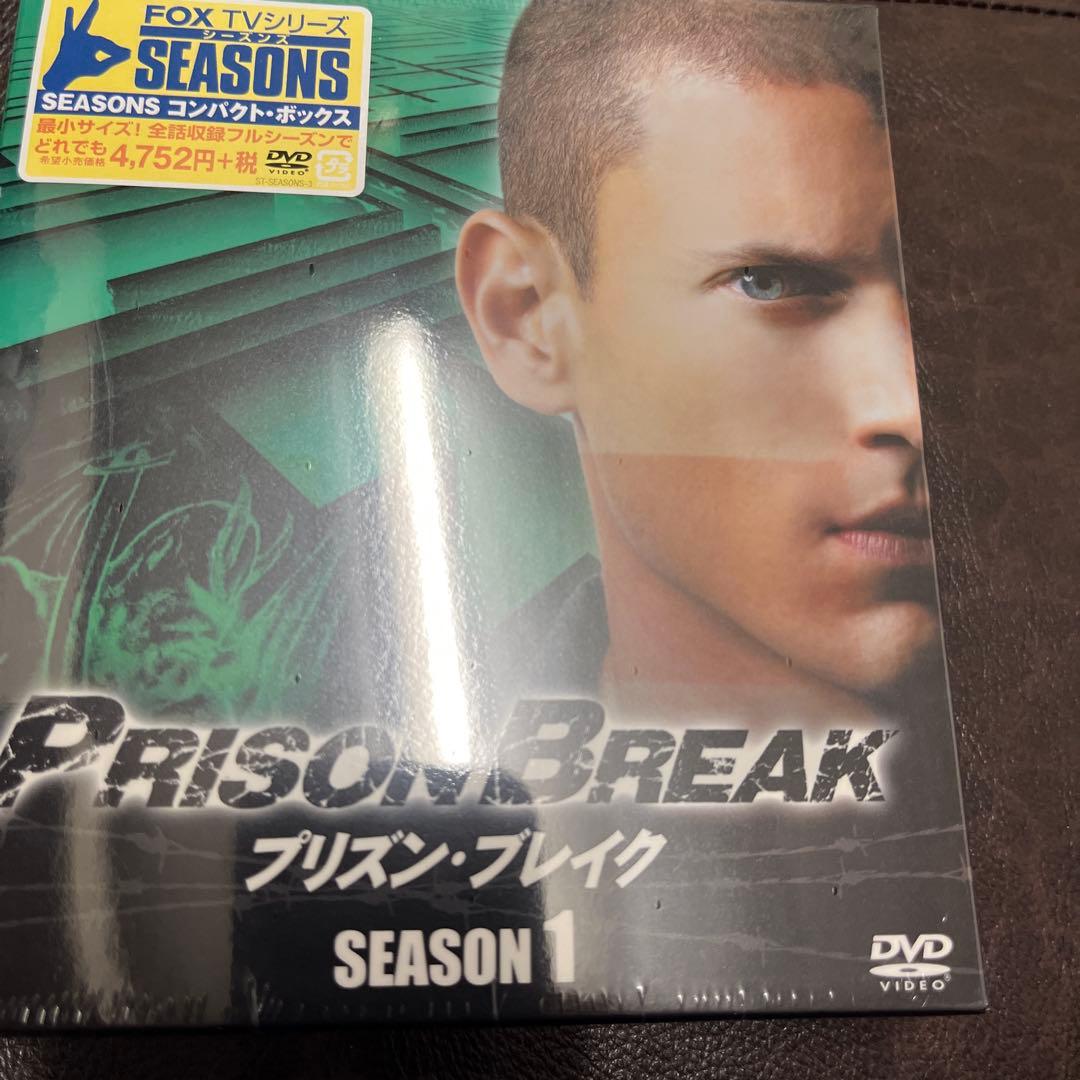 FOX TVシリーズ
シーズンス
SEASONS
SEASONS コンパクト・ボックス
最小サイズ!全話収録フルシーズンで
どれでも 4,752円+税
希望小売価格
DVD
VIDEO
プラ
ST-SEASONS-3
PRISON BREAK
プリズン・ブレイク
SEASON 1
DVD
VIDEO